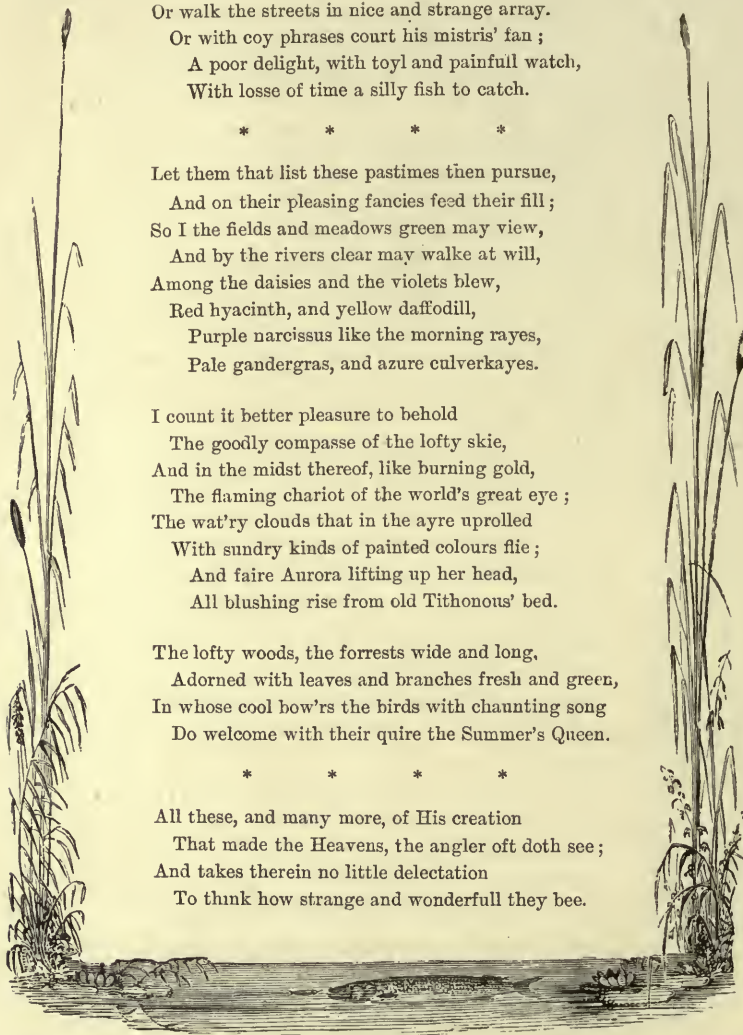 Or walk the streets in nice and strange array.
Or with coy phrases court his mistris' fan ;
A poor delight, with toyl and painfull watch,
With losse of time a silly fish to catch.
* * * *
Let them that list these pastimes then pursue,
And on their pleasing fancies feed their fill ;
So I the fields and meadows green may view,
And by the rivers clear may walke at will,
Among the daisies and the violets blew,
Red hyacinth, and yellow daffodill,
Purple narcissus like the morning rayes,
Pale gandergras, and azure culverkayes.
I count it better pleasure to behold
The goodly compasse of the lofty skie,
And in the midst thereof, like burning gold,
The flaming chariot of the world's great eye ;
The wat'ry clouds that in the ayre uprolled
With sundry kinds of painted colours flie ;
And faire Aurora lifting up her head,
All blushing rise from old Tithonous' bed.
The lofty woods, the forrests wide and long,
Adorned with leaves and branches fresh and green,
In whose cool bow'rs the birds with chaunting song
Do welcome with their quire the Summer's Queen.
* * * *
All these, and many more, of His creation
That made the Heavens, the angler oft doth see ;
And takes therein no little delectation
To think how strange and wonderfull they bee.